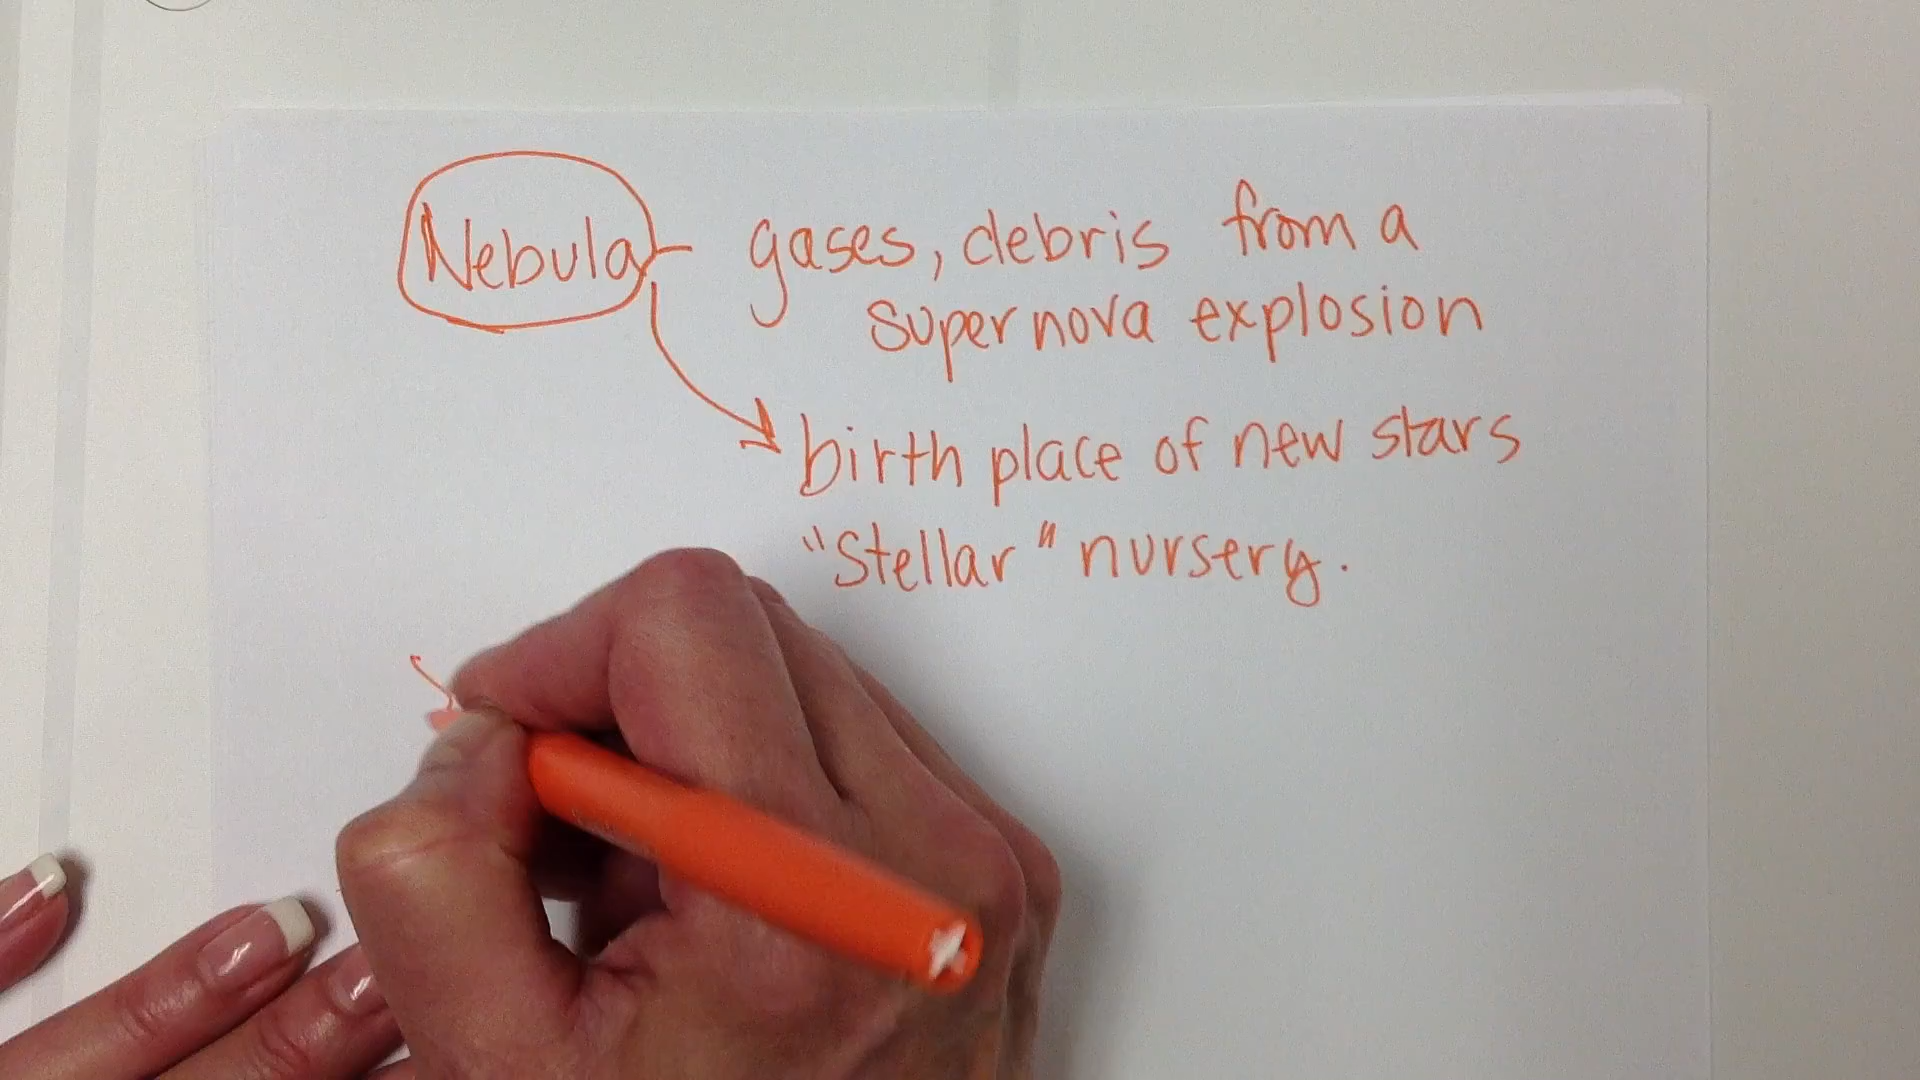 Nebula - gases, debris from a
supernova explosion
birth place of new stars
"Stellar" nursery.